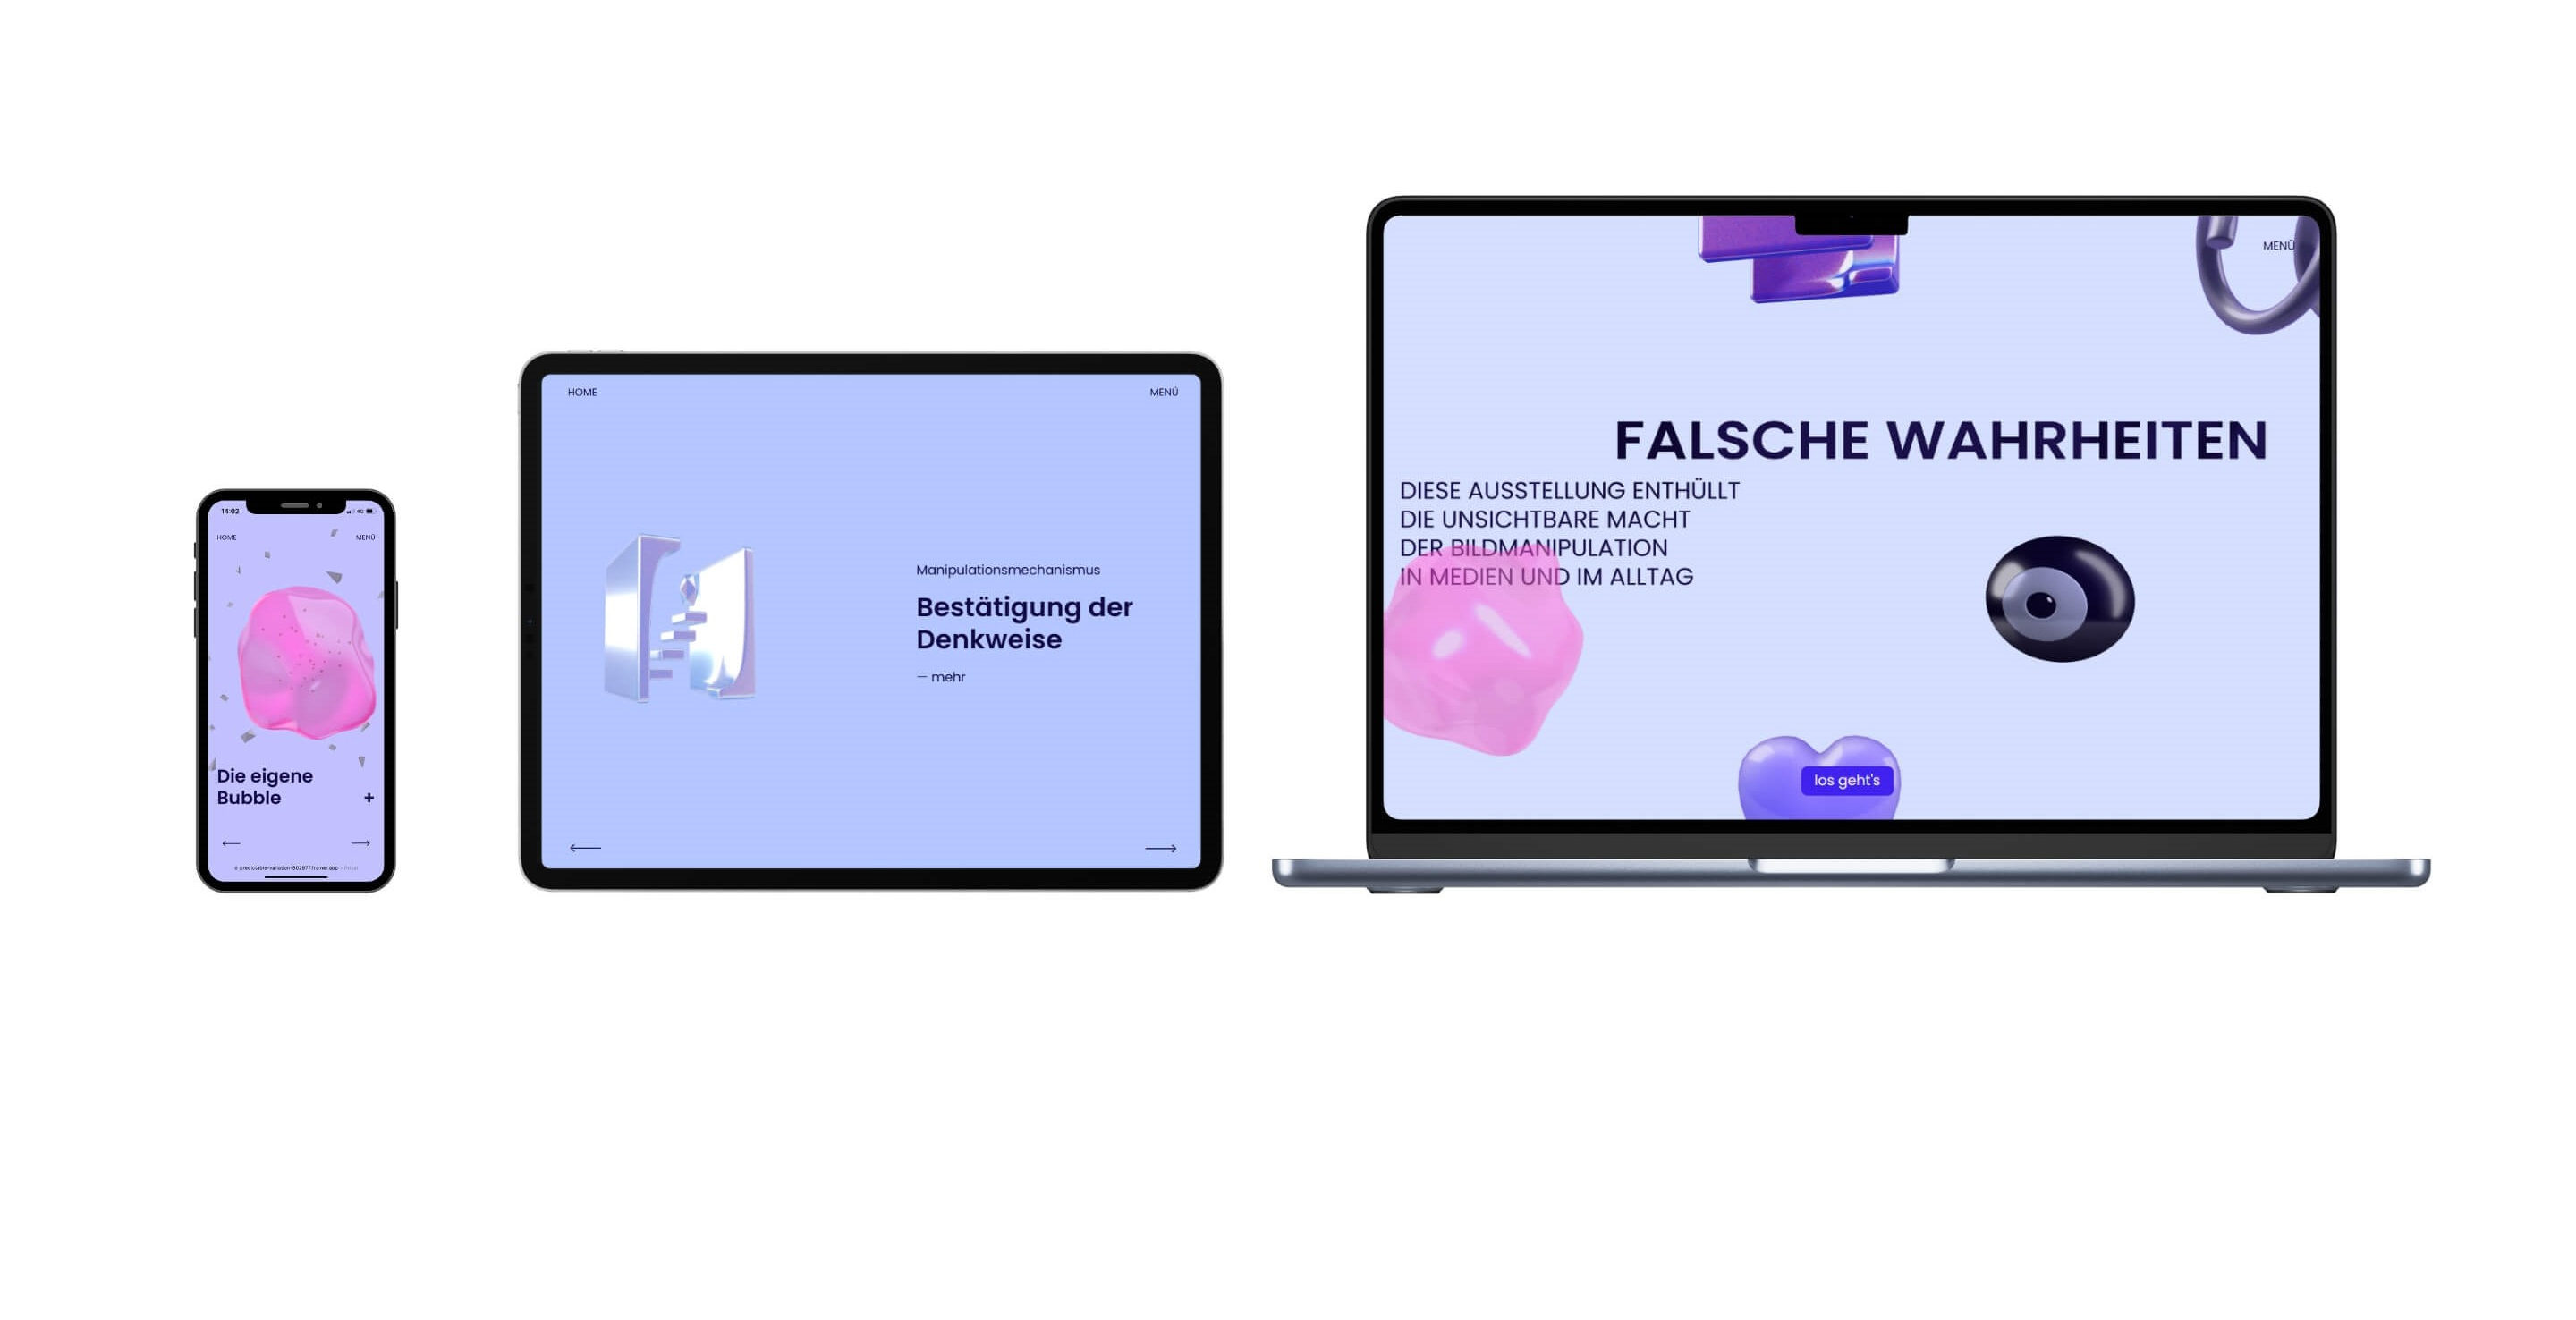 14:02
4G
HOME
MENÜ
Die eigene
Bubble
+
HOME
MENÜ
Manipulationsmechanismus
Bestätigung der
Denkweise
— mehr
MENÜ
FALSCHE WAHRHEITEN
DIESE AUSSTELLUNG ENTHÜLLT
DIE UNSICHTBARE MACHT
DER BILDMANIPULATION
IN MEDIEN UND IM ALLTAG
los geht's